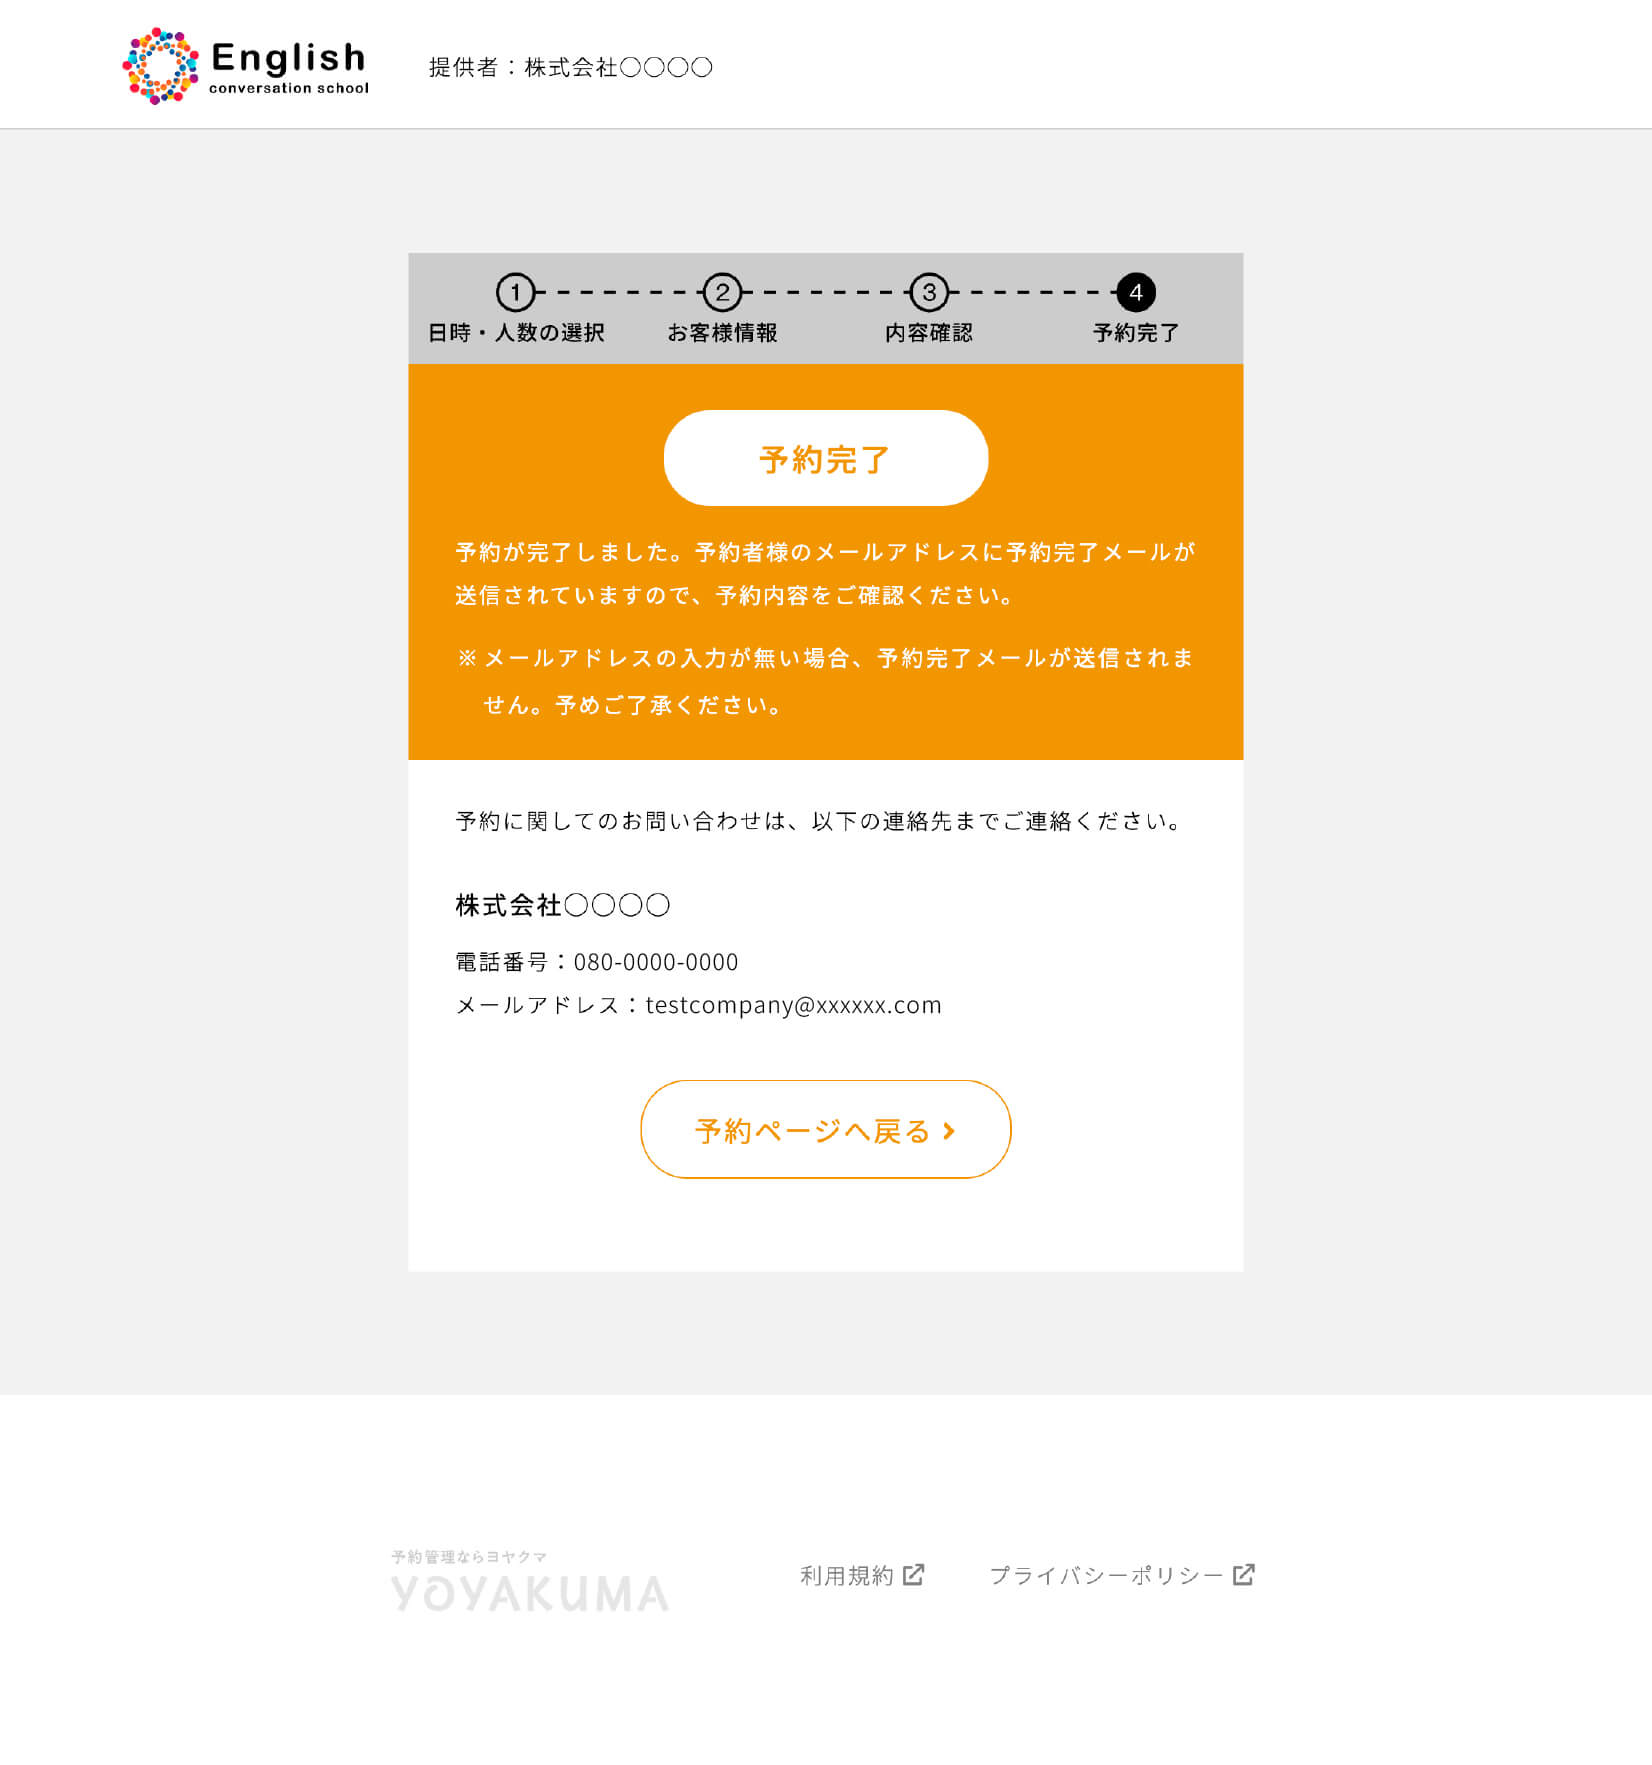 English
conversation school
提供者：株式会社〇〇〇〇
1 2 3 4
日時・人数の選択 お客様情報 内容確認 予約完了
予約完了
予約が完了しました。予約者様のメールアドレスに予約完了メールが
送信されていますので、予約内容をご確認ください。
※メールアドレスの入力が無い場合、予約完了メールが送信されま
せん。予めご了承ください。
予約に関してのお問い合わせは、以下の連絡先までご連絡ください。
株式会社〇〇〇〇
電話番号：080-0000-0000
メールアドレス：testcompany@xxxxxx.com
予約ページへ戻る
予約管理ならヨヤクマ
YOYAKUMA
利用規約 プライバシーポリシー